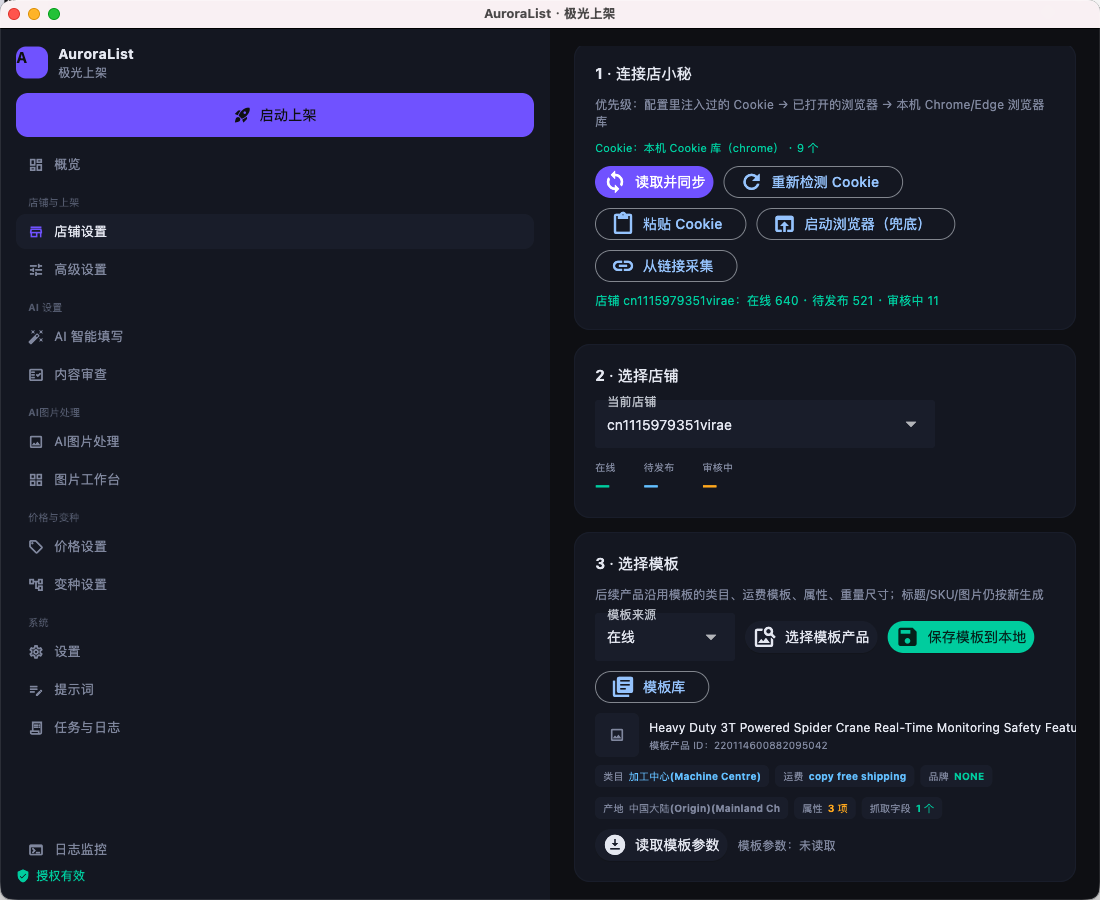 AuroraList · 极光上架
A
AuroraList
极光上架
启动上架
概览
店铺与上架
店铺设置
高级设置
AI 设置
AI 智能填写
内容审查
AI图片处理
AI图片处理
图片工作台
价格与变种
价格设置
变种设置
系统
设置
提示词
任务与日志
日志监控
授权有效
1 · 连接店小秘
优先级：配置里注入过的 Cookie → 已打开的浏览器 → 本机 Chrome/Edge 浏览器
库
Cookie：本机 Cookie 库（chrome） · 9 个
读取并同步
重新检测 Cookie
粘贴 Cookie
启动浏览器（兜底）
从链接采集
店铺 cn1115979351virae：在线 640 · 待发布 521 · 审核中 11
2 · 选择店铺
当前店铺
cn1115979351virae
在线
待发布
审核中
3 · 选择模板
后续产品沿用模板的类目、运费模板、属性、重量尺寸；标题/SKU/图片仍按新生成
模板来源
在线
选择模板产品
保存模板到本地
模板库
Heavy Duty 3T Powered Spider Crane Real-Time Monitoring Safety Featu
模板产品 ID：220114600882095042
类目 加工中心(Machine Centre)
运费 copy free shipping
品牌 NONE
产地 中国大陆(Origin)(Mainland Ch
属性 3 项
抓取字段 1 个
读取模板参数
模板参数：未读取